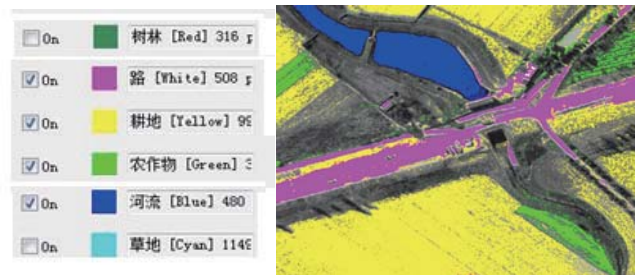 On 树林 [Red] 316 p
On 路 [White] 508 p
On 耕地 [Yellow] 99
On 农作物 [Green] 3
On 河流 [Blue] 480
On 草地 [Cyan] 1149